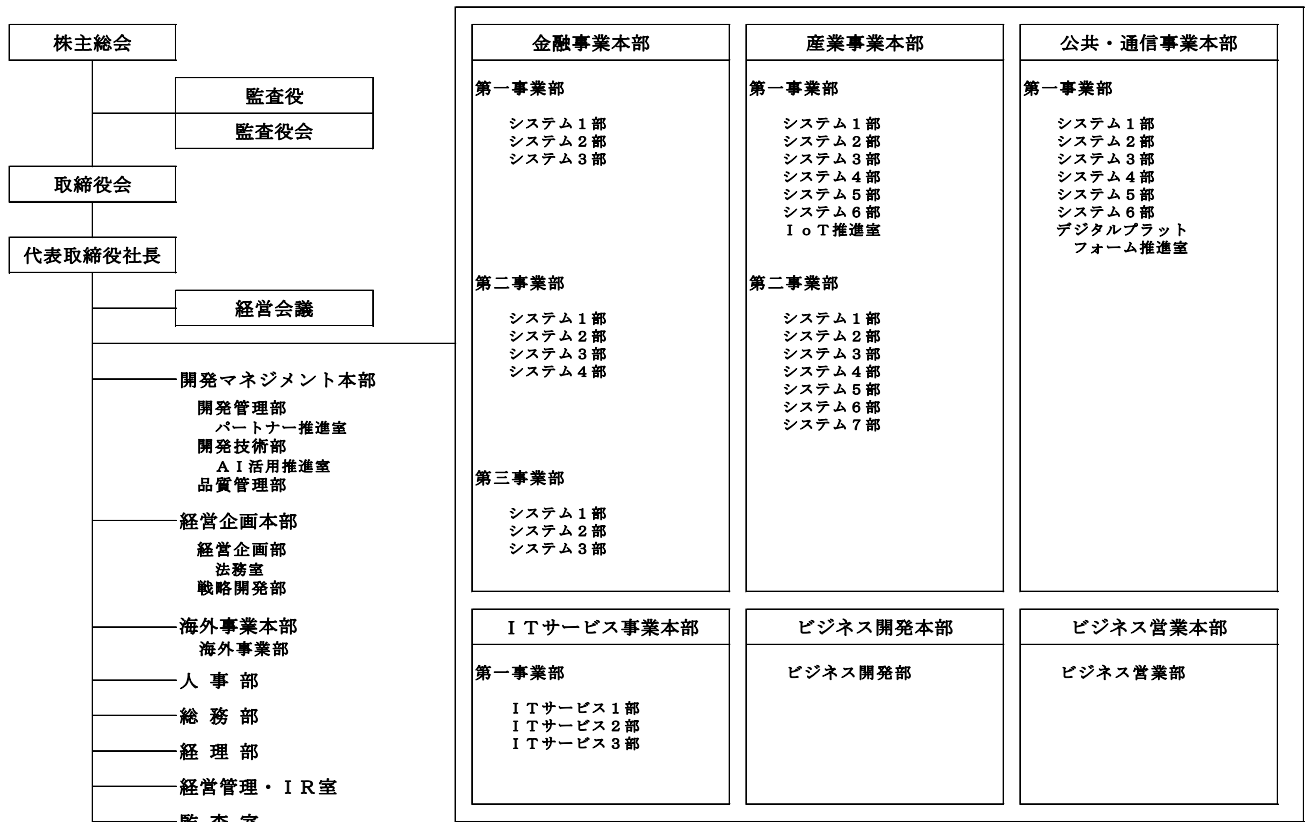 株主総会
監査役
監査役会
取締役会
代表取締役社長
経営会議
開発マネジメント本部
開発管理部
パートナー推進室
開発技術部
ＡＩ活用推進室
品質管理部
経営企画本部
経営企画部
法務室
戦略開発部
海外事業本部
海外事業部
人 事 部
総 務 部
経 理 部
経営管理・ＩＲ室
監 査 室
金融事業本部
第一事業部
システム１部
システム２部
システム３部
第二事業部
システム１部
システム２部
システム３部
システム４部
第三事業部
システム１部
システム２部
システム３部
産業事業本部
第一事業部
システム１部
システム２部
システム３部
システム４部
システム５部
システム６部
ＩｏＴ推進室
第二事業部
システム１部
システム２部
システム３部
システム４部
システム５部
システム６部
システム７部
公共・通信事業本部
第一事業部
システム１部
システム２部
システム３部
システム４部
システム５部
システム６部
デジタルプラット
フォーム推進室
ＩＴサービス事業本部
第一事業部
ＩＴサービス１部
ＩＴサービス２部
ＩＴサービス３部
ビジネス開発本部
ビジネス開発部
ビジネス営業本部
ビジネス営業部